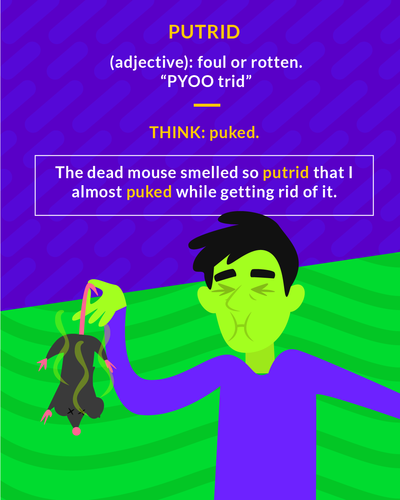 PUTRID
(adjective): foul or rotten.
“PYOO trid”
THINK: puked.
The dead mouse smelled so putrid that I
almost puked while getting rid of it.